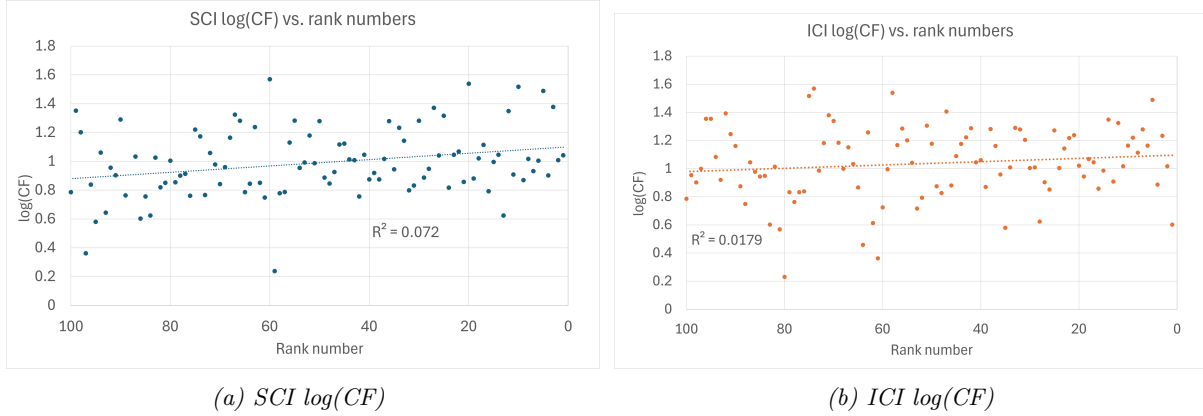 SCI log(CF) vs. rank numbers
1.8
1.6
1.4
1.2
1
0.8
0.6
0.4
0.2
0
log(CF)
R² = 0.072
100 80 60 40 20 0
Rank number
(a) SCI log(CF)
ICI log(CF) vs. rank numbers
1.8
1.6
1.4
1.2
1
0.8
0.6
0.4
0.2
0
log(CF)
R² = 0.0179
100 80 60 40 20 0
Rank number
(b) ICI log(CF)